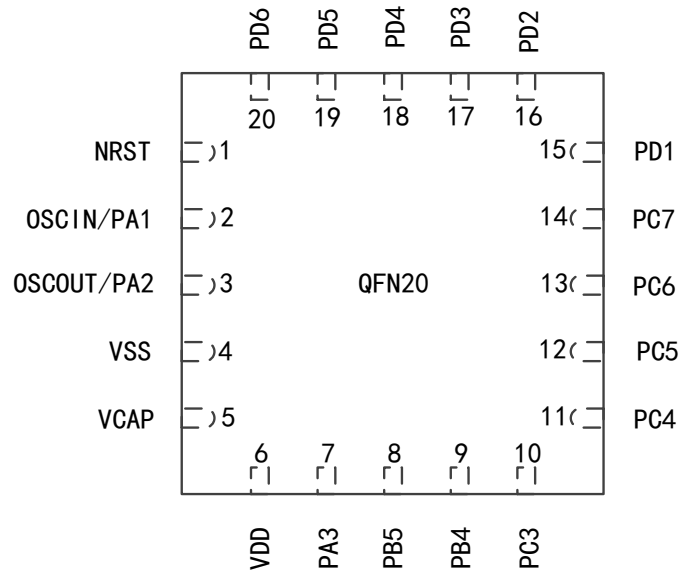 PD6 PD5 PD4 PD3 PD2
20 19 18 17 16
NRST 1 15 PD1
OSCIN/PA1 2 14 PC7
OSCOUT/PA2 3 QFN20 13 PC6
VSS 4 12 PC5
VCAP 5 11 PC4
6 7 8 9 10
VDD PA3 PB5 PB4 PC3